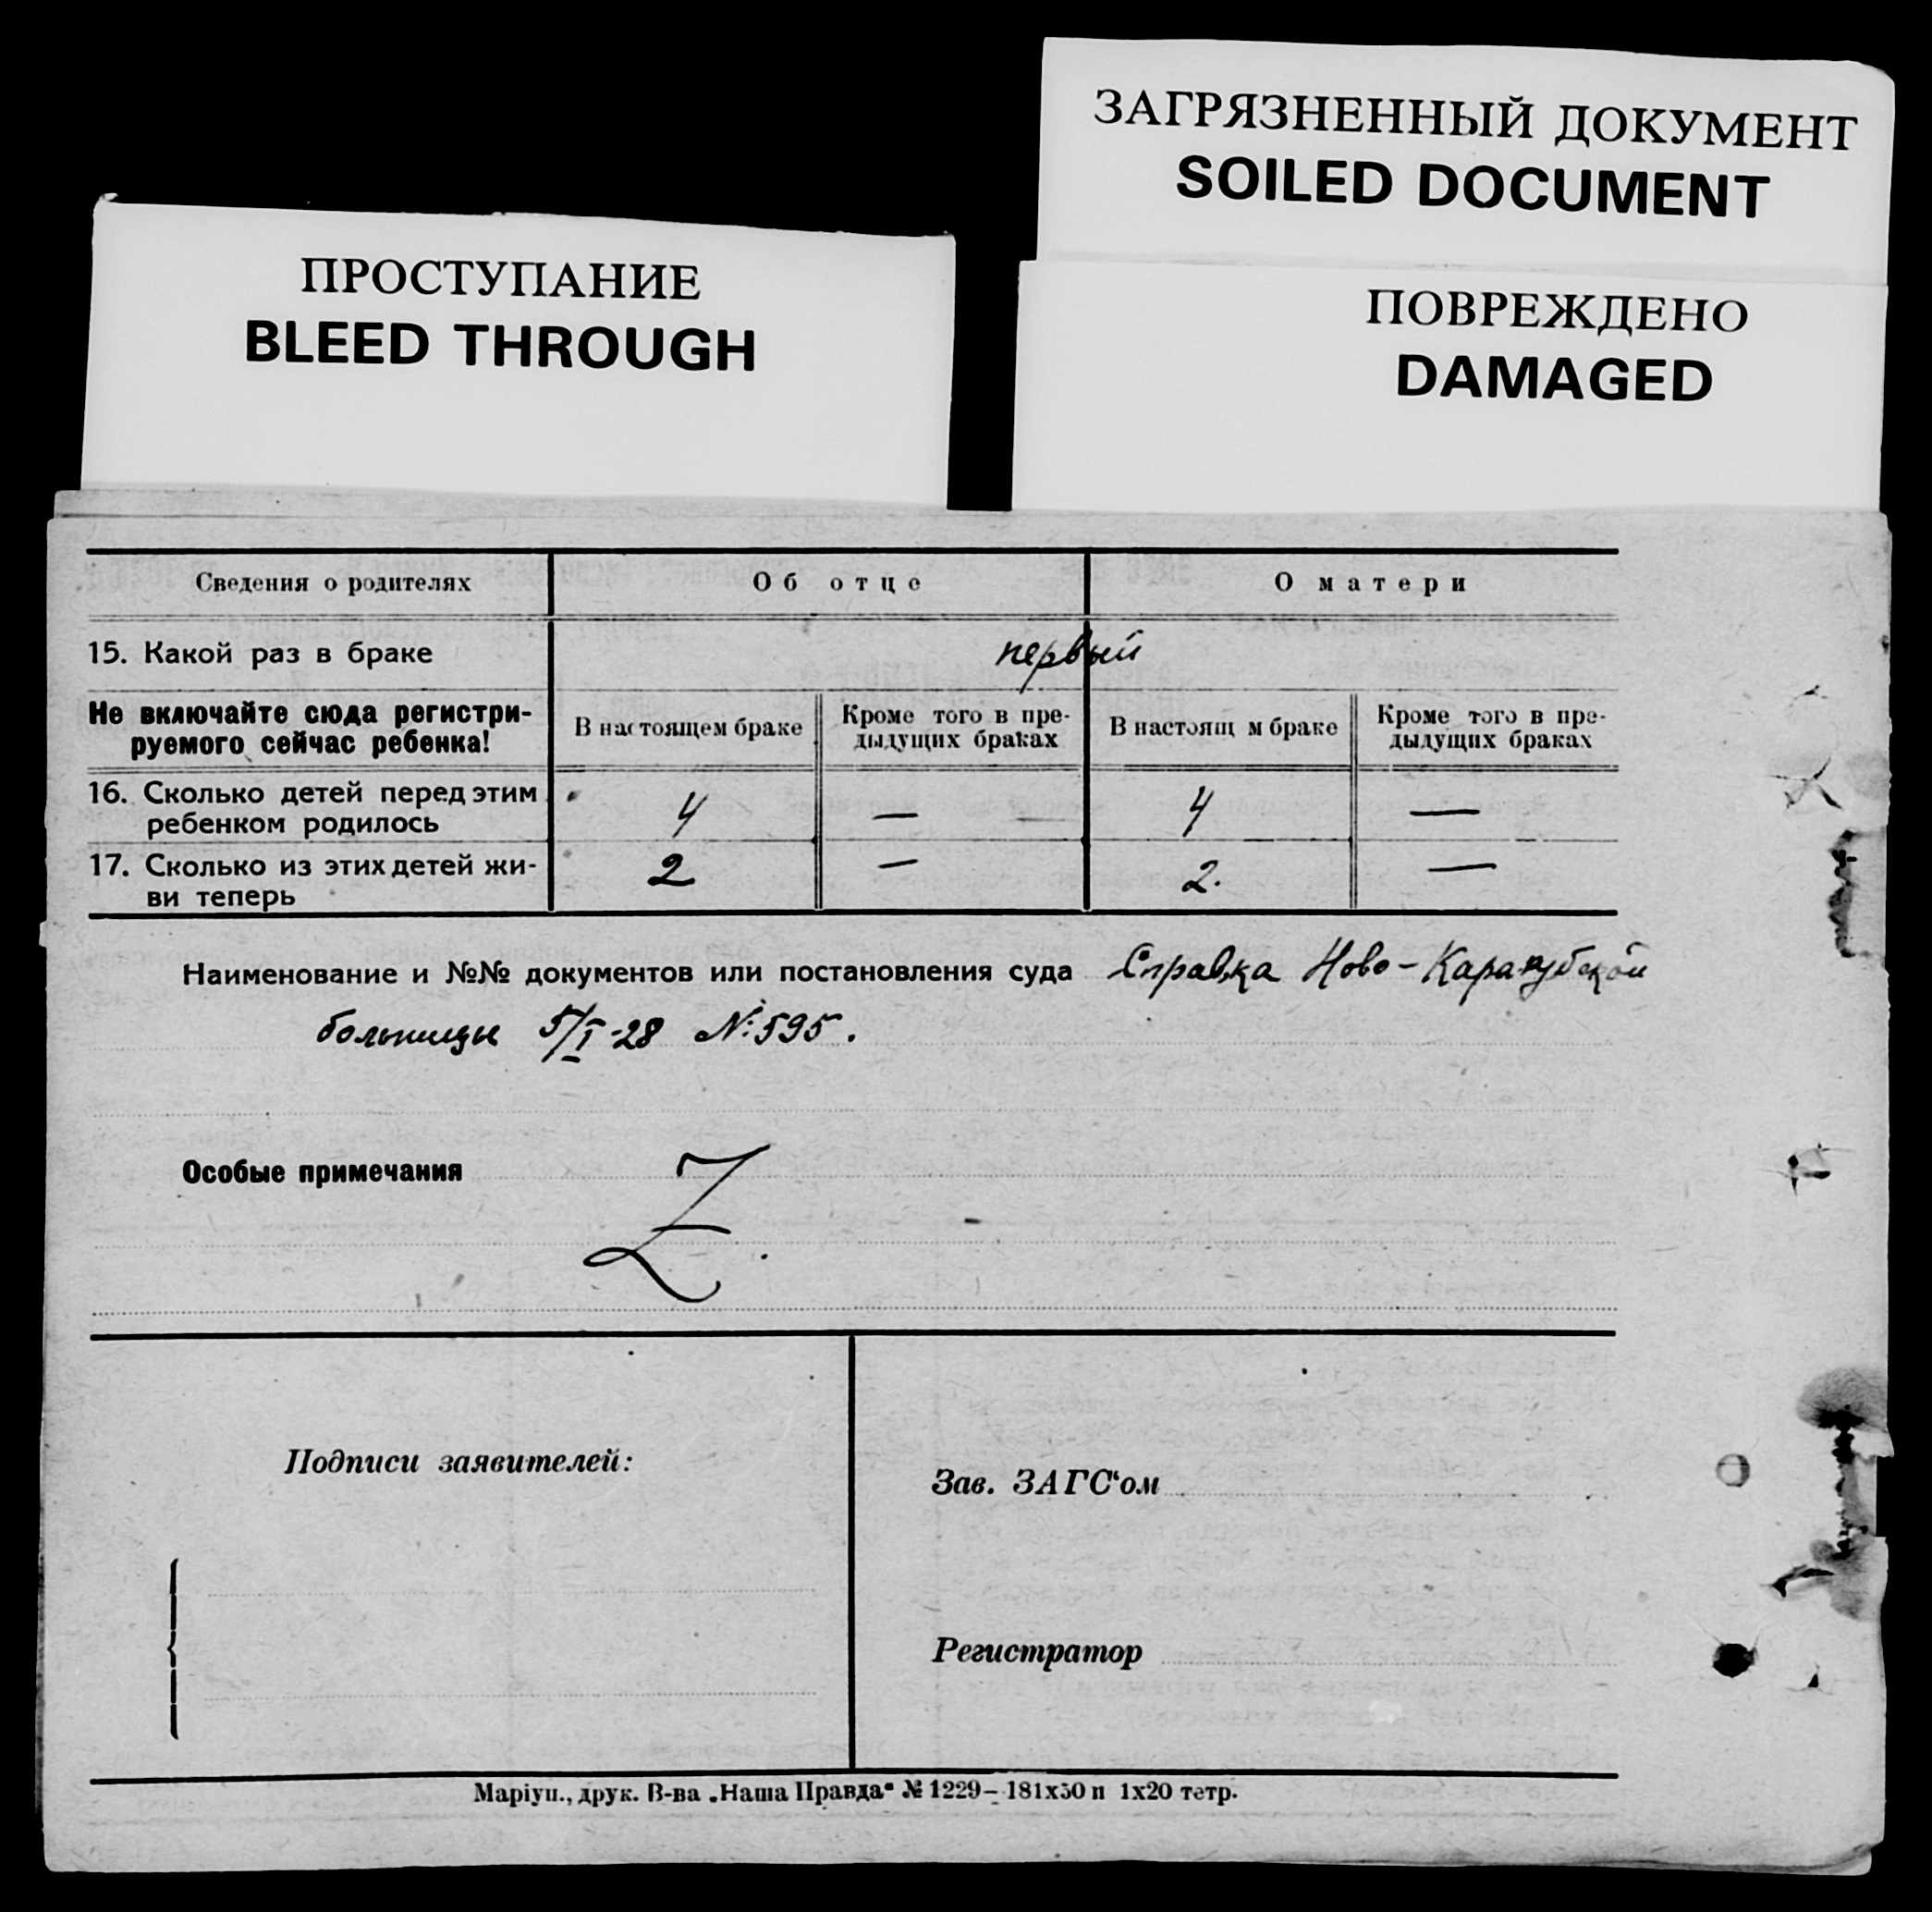 ЗАГРЯЗНЕННЫЙ ДОКУМЕНТ
SOILED DOCUMENT
ПРОСТУПАНИЕ
BLEED THROUGH
ПОВРЕЖДЕНО
DAMAGED
Сведения о родителях Об отце О матери
15. Какой раз в браке первый
Не включайте сюда регистри-
руемого сейчас ребенка!
В настоящем браке
Кроме того в пре-
дыдущих браках
В настоящ м браке
Кроме того в пре-
дыдущих браках
16. Сколько детей перед этим
ребенком родилось 4 — 4 —
17. Сколько из этих детей жи-
ви теперь 2 — 2. —
Наименование и №№ документов или постановления суда Справка Ново-Каракубской
больницы 5/I-28 №595.
Особые примечания Z
Подписи заявителей:
Зав. ЗАГС‘ом
Регистратор
Маріуп., друк. В-ва „Наша Правда" № 1229 – 181х50 п 1х20 тетр.